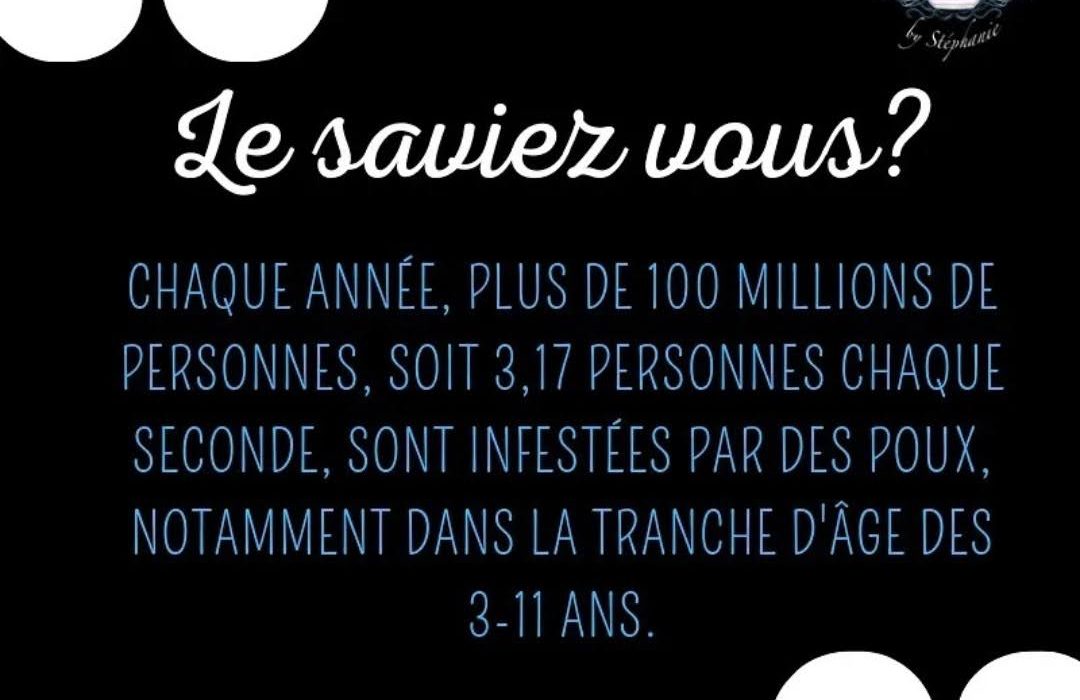 by Stéphanie
Le saviez vous?
CHAQUE ANNÉE, PLUS DE 100 MILLIONS DE
PERSONNES, SOIT 3,17 PERSONNES CHAQUE
SECONDE, SONT INFESTÉES PAR DES POUX,
NOTAMMENT DANS LA TRANCHE D'ÂGE DES
3-11 ANS.